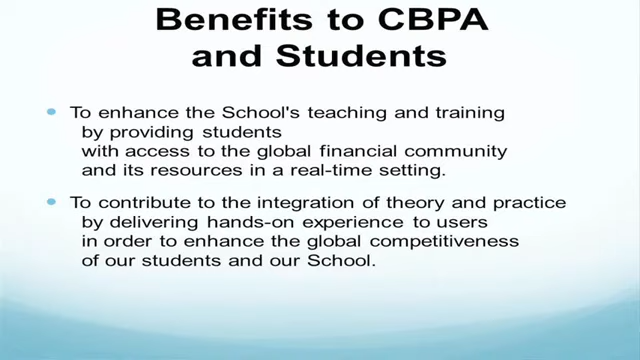 Benefits to CBPA
and Students
To enhance the School's teaching and training
by providing students
with access to the global financial community
and its resources in a real-time setting.
To contribute to the integration of theory and practice
by delivering hands-on experience to users
in order to enhance the global competitiveness
of our students and our School.